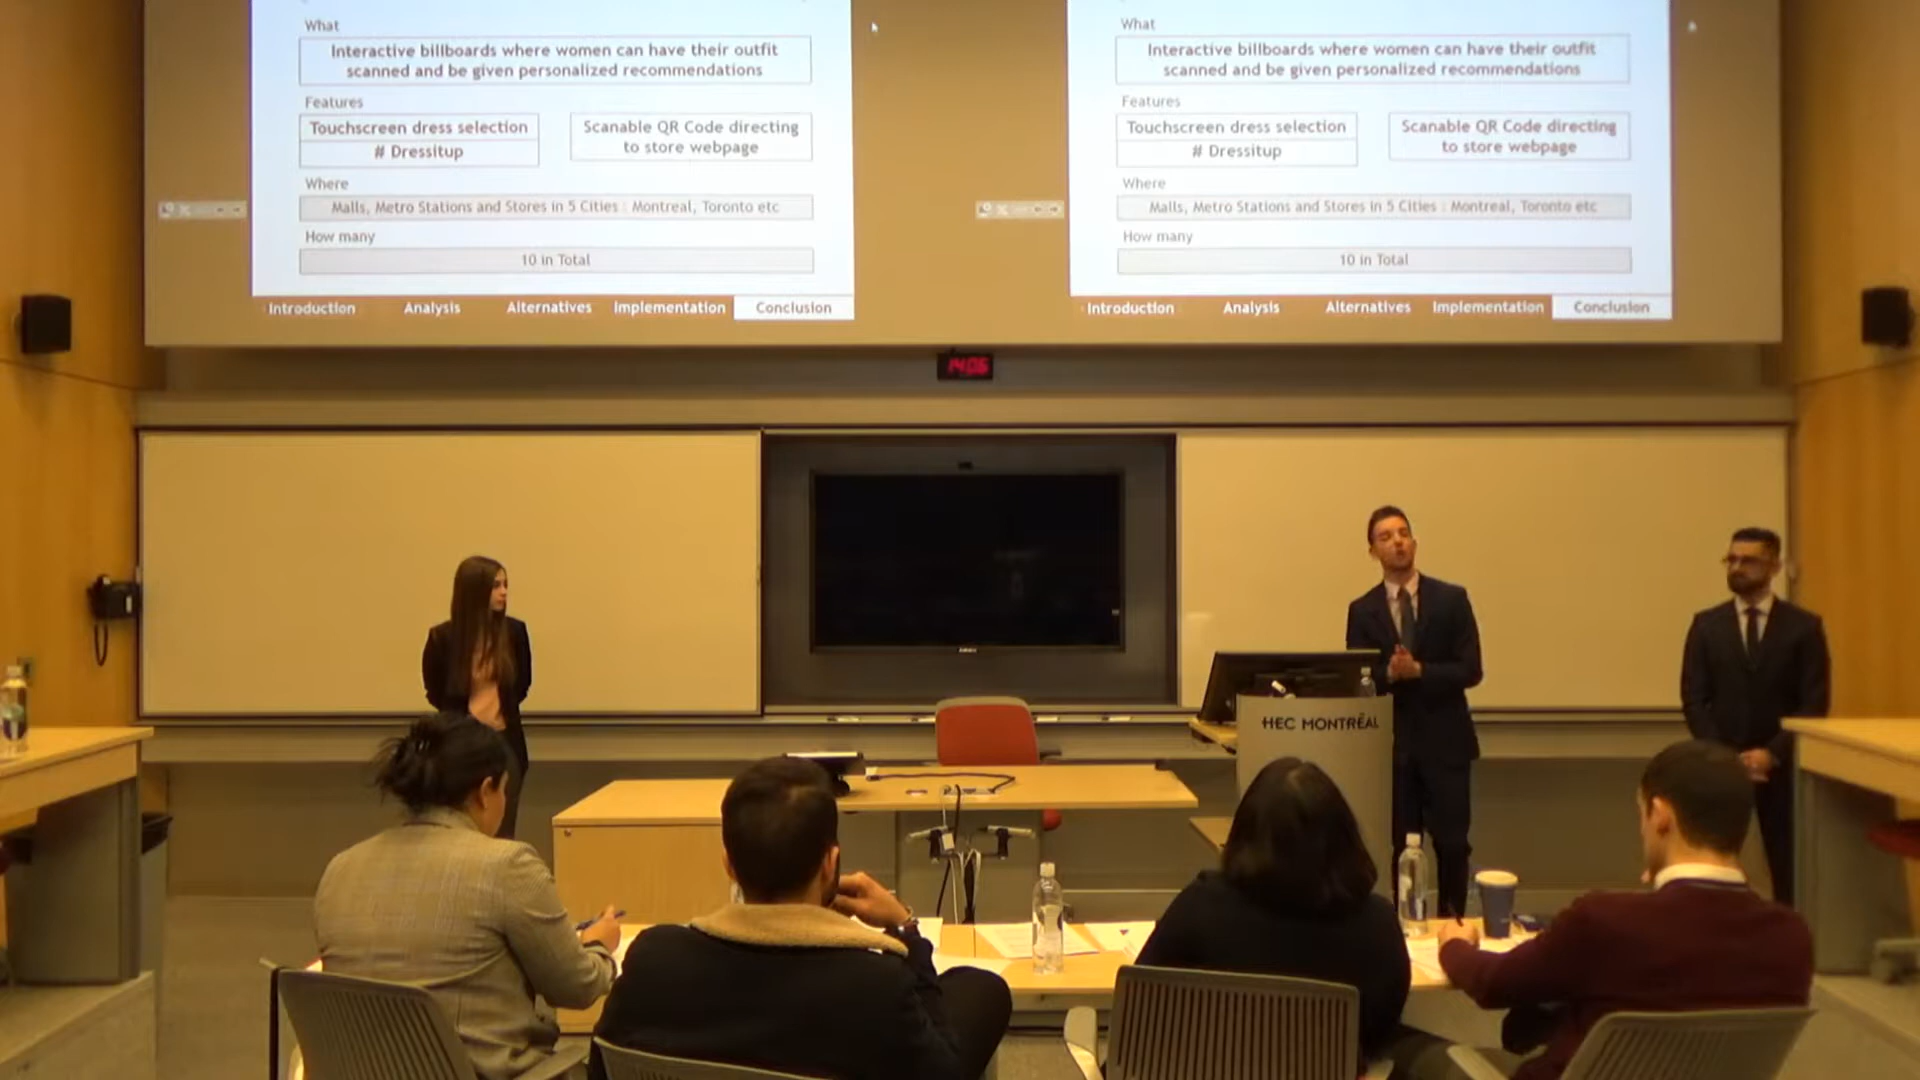 What
Interactive billboards where women can have their outfit
scanned and be given personalized recommendations
Features
Touchscreen dress selection
# Dressitup
Scanable QR Code directing
to store webpage
Where
Malls, Metro Stations and Stores in 5 Cities : Montreal, Toronto etc
How many
10 in Total
Introduction Analysis Alternatives Implementation Conclusion
What
Interactive billboards where women can have their outfit
scanned and be given personalized recommendations
Features
Touchscreen dress selection
# Dressitup
Scanable QR Code directing
to store webpage
Where
Malls, Metro Stations and Stores in 5 Cities : Montreal, Toronto etc
How many
10 in Total
Introduction Analysis Alternatives Implementation Conclusion
14:06
HEC MONTRÉAL